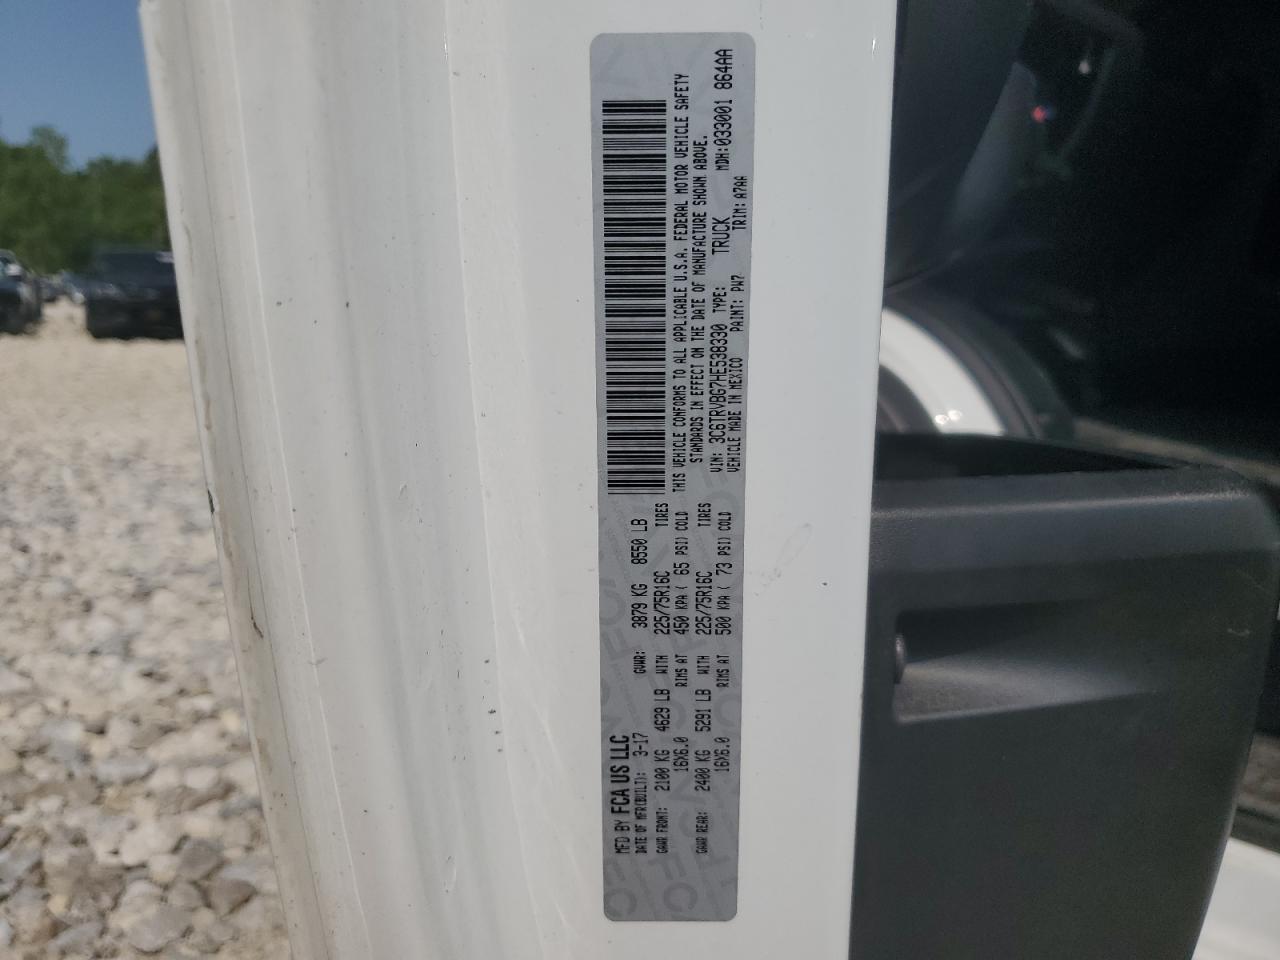 MFD BY FCA US LLC
DATE OF MFR(BUILT): 3-17 GVWR: 3879 KG 8550 LB
GAWR FRONT: 2100 KG 4629 LB WITH 225/75R16C TIRES
16X6.0 RIMS AT 450 KPA ( 65 PSI) COLD
GAWR REAR: 2400 KG 5291 LB WITH 225/75R16C TIRES
16X6.0 RIMS AT 500 KPA ( 73 PSI) COLD
THIS VEHICLE CONFORMS TO ALL APPLICABLE U.S.A. FEDERAL MOTOR VEHICLE SAFETY
STANDARDS IN EFFECT ON THE DATE OF MANUFACTURE SHOWN ABOVE.
VIN: 3C6TRVBG7HE538330 TYPE: TRUCK MDH:033001 864AA
VEHICLE MADE IN MEXICO PAINT: PW7 TRIM: A7AA